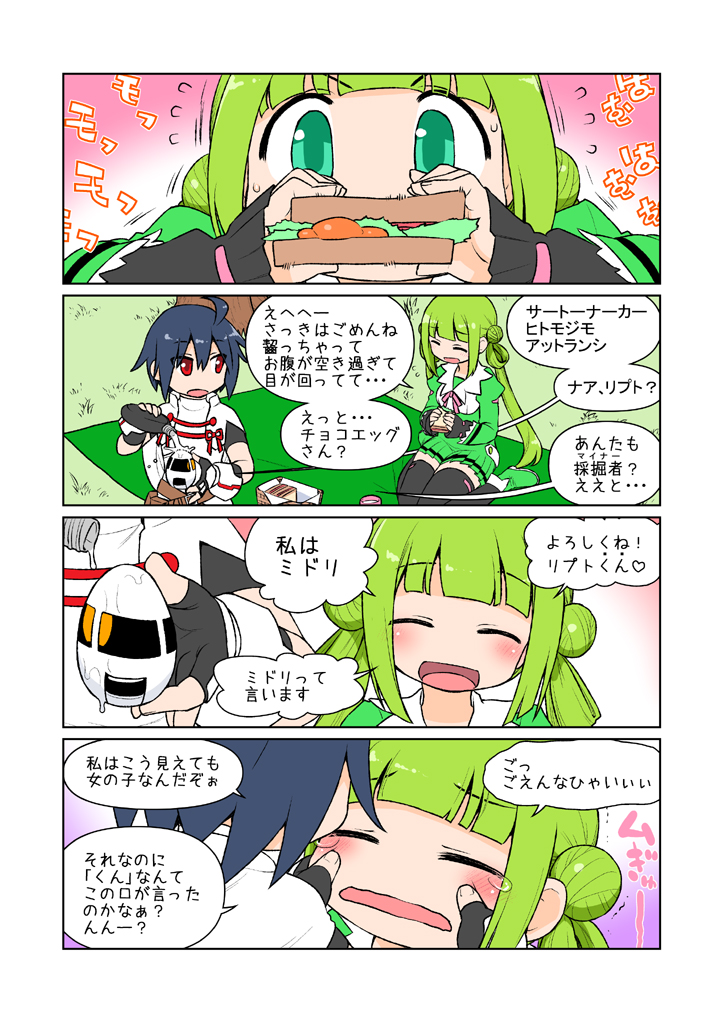 はむっ
はむ
はむ
モフッ
モッ
モッ
モッ
サートーナーカー
ヒトモジモ
アットランシ
ナア、リプト?
あんたも
採掘者?
マイナー
ええと・・・
えへへー
さっきはごめんね
齧っちゃって
お腹が空き過ぎて
目が回ってて・・・
えっと・・・
チョコエッグ
さん?
よろしくね!
リプトくん♡
私は
ミドリ
ミドリって
言います
ごっ
ごえんなひゃいぃぃ
ムぎゅーー
私はこう見えても
女の子なんだぞぉ
それなのに
「くん」なんて
この口が言った
のかなぁ?
んんー?